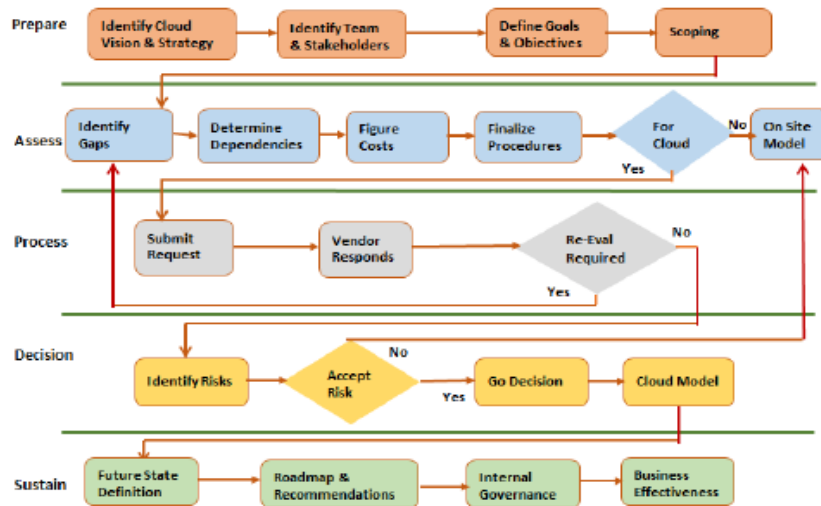 Prepare
Identify Cloud
Vision & Strategy
Identify Team
& Stakeholders
Define Goals
& Objectives
Scoping
Assess
Identify
Gaps
Determine
Dependencies
Figure
Costs
Finalize
Procedures
For
Cloud
No
On Site
Model
Yes
Process
Submit
Request
Vendor
Responds
Re-Eval
Required
No
Yes
Decision
Identify Risks
Accept
Risk
No
Yes
Go Decision
Cloud Model
Sustain
Future State
Definition
Roadmap &
Recommendations
Internal
Governance
Business
Effectiveness